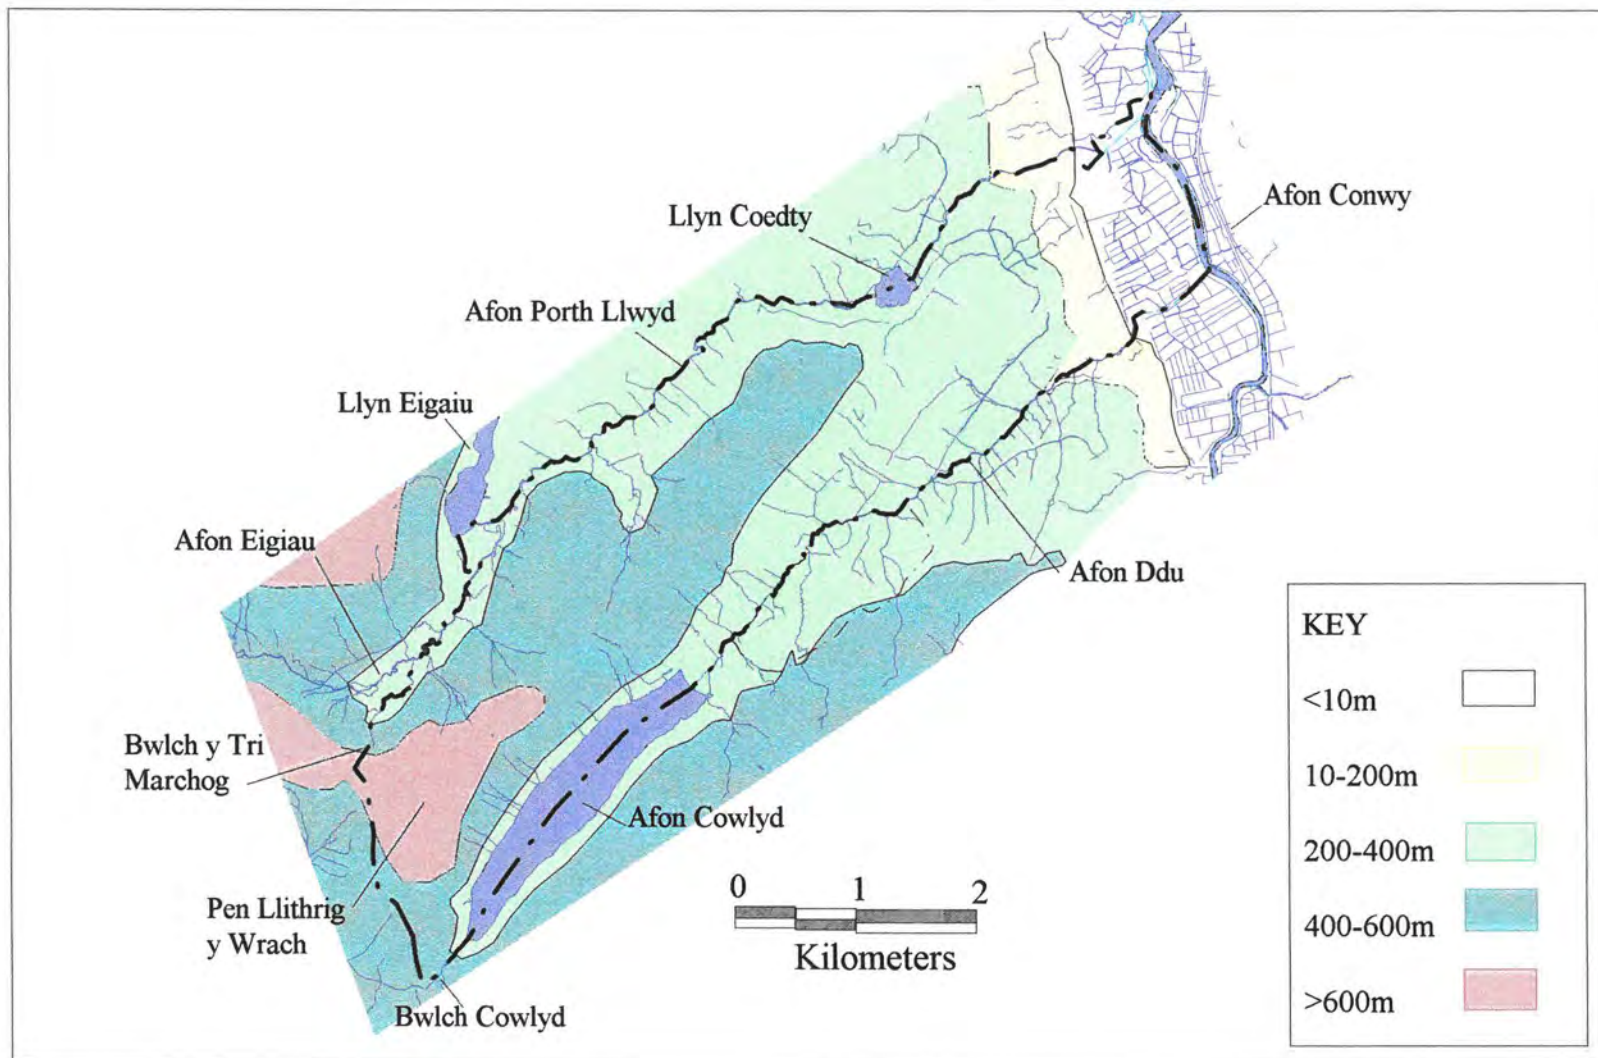 Afon Conwy
Llyn Coedty
Afon Porth Llwyd
Llyn Eigaiu
Afon Eigiau
Afon Ddu
Bwlch y Tri
Marchog
Afon Cowlyd
Pen Llithrig
y Wrach
Bwlch Cowlyd
0 1 2
Kilometers
KEY
<10m
10-200m
200-400m
400-600m
>600m